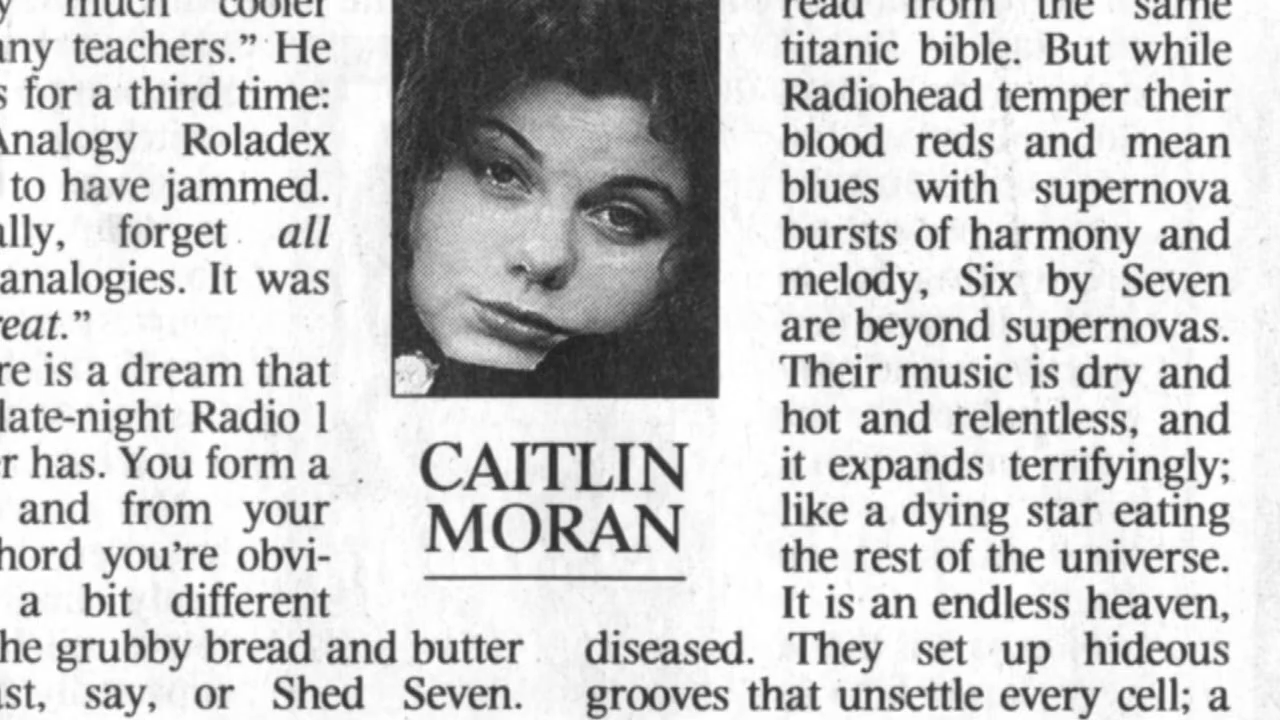 much cooler
any teachers.” He
s for a third time:
Analogy Roladex
to have jammed.
ally, forget all
analogies. It was
reat.”
re is a dream that
late-night Radio 1
er has. You form a
and from your
hord you’re obvi-
a bit different
he grubby bread and butter
ist, say, or Shed Seven.
CAITLIN
MORAN
read from the same
titanic bible. But while
Radiohead temper their
blood reds and mean
blues with supernova
bursts of harmony and
melody, Six by Seven
are beyond supernovas.
Their music is dry and
hot and relentless, and
it expands terrifyingly;
like a dying star eating
the rest of the universe.
It is an endless heaven,
diseased. They set up hideous
grooves that unsettle every cell; a